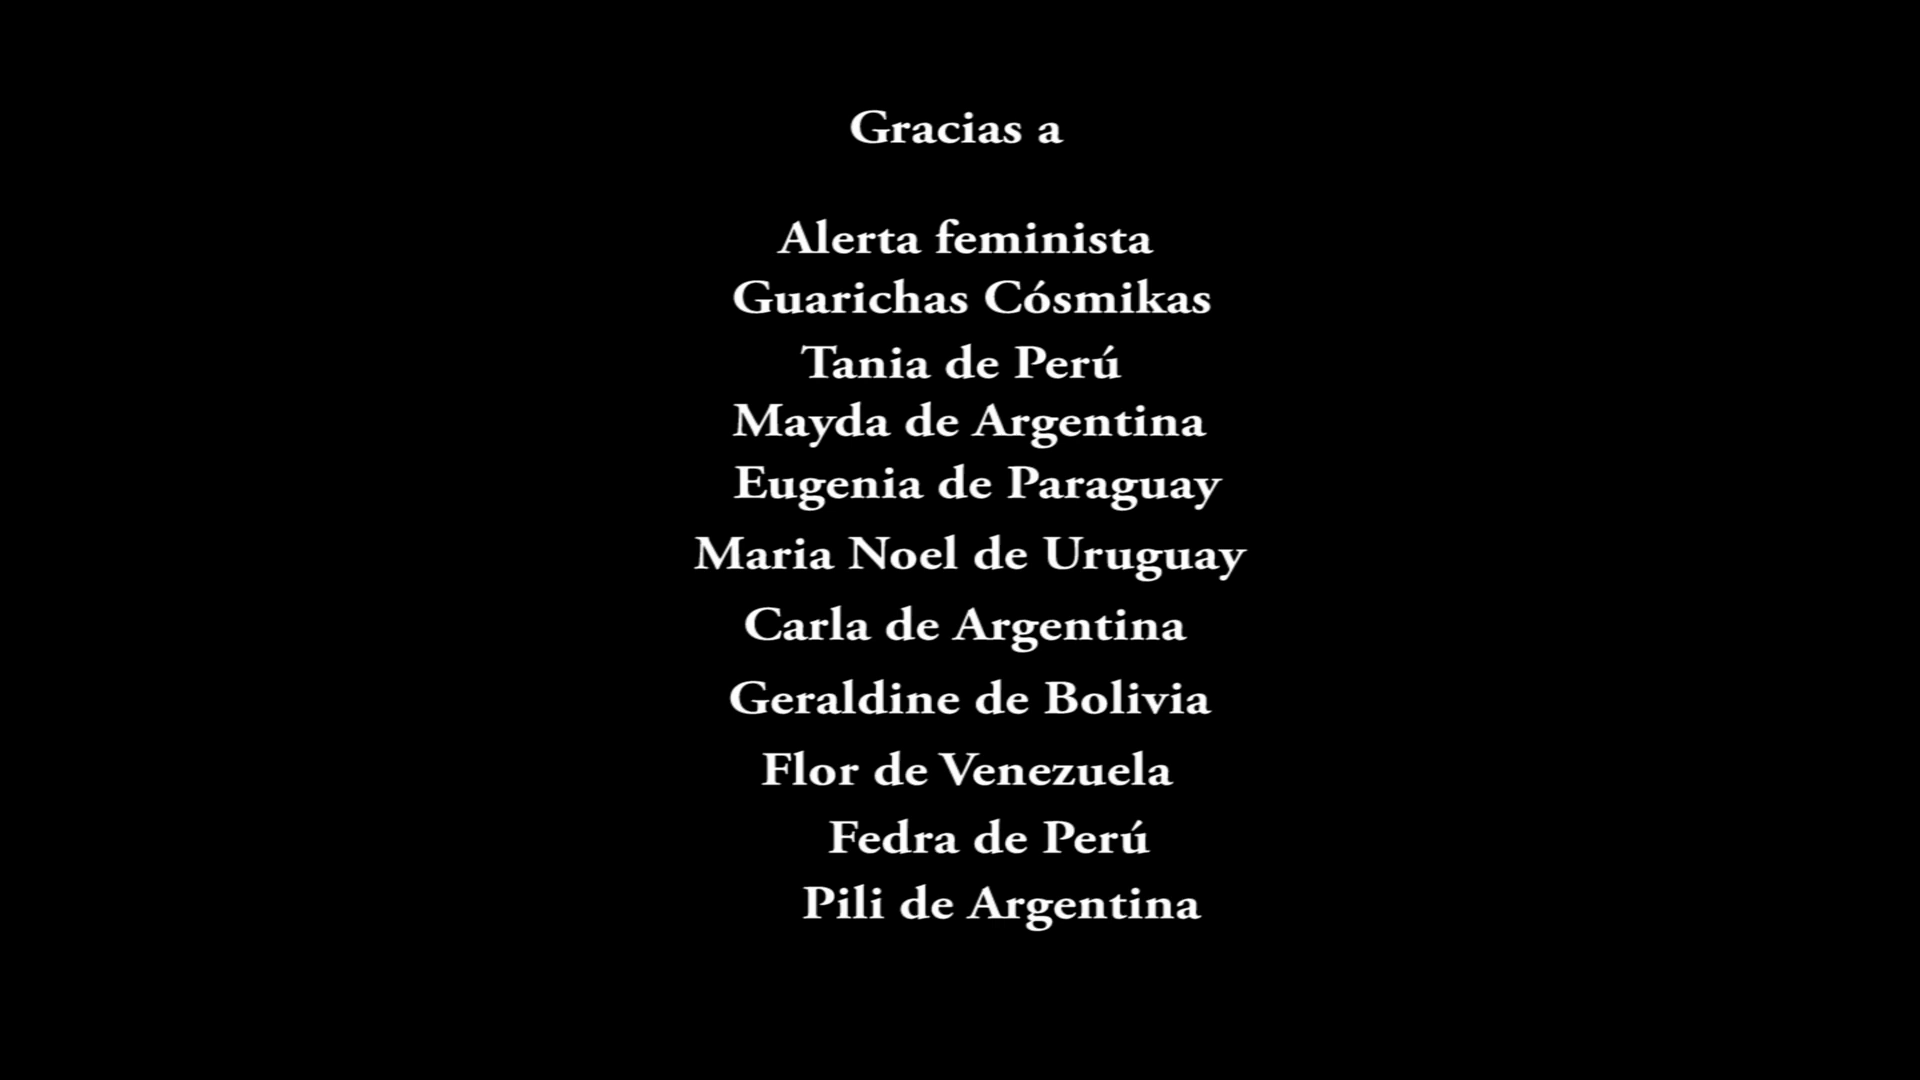 Gracias a
Alerta feminista
Guarichas Cósmikas
Tania de Perú
Mayda de Argentina
Eugenia de Paraguay
Maria Noel de Uruguay
Carla de Argentina
Geraldine de Bolivia
Flor de Venezuela
Fedra de Perú
Pili de Argentina